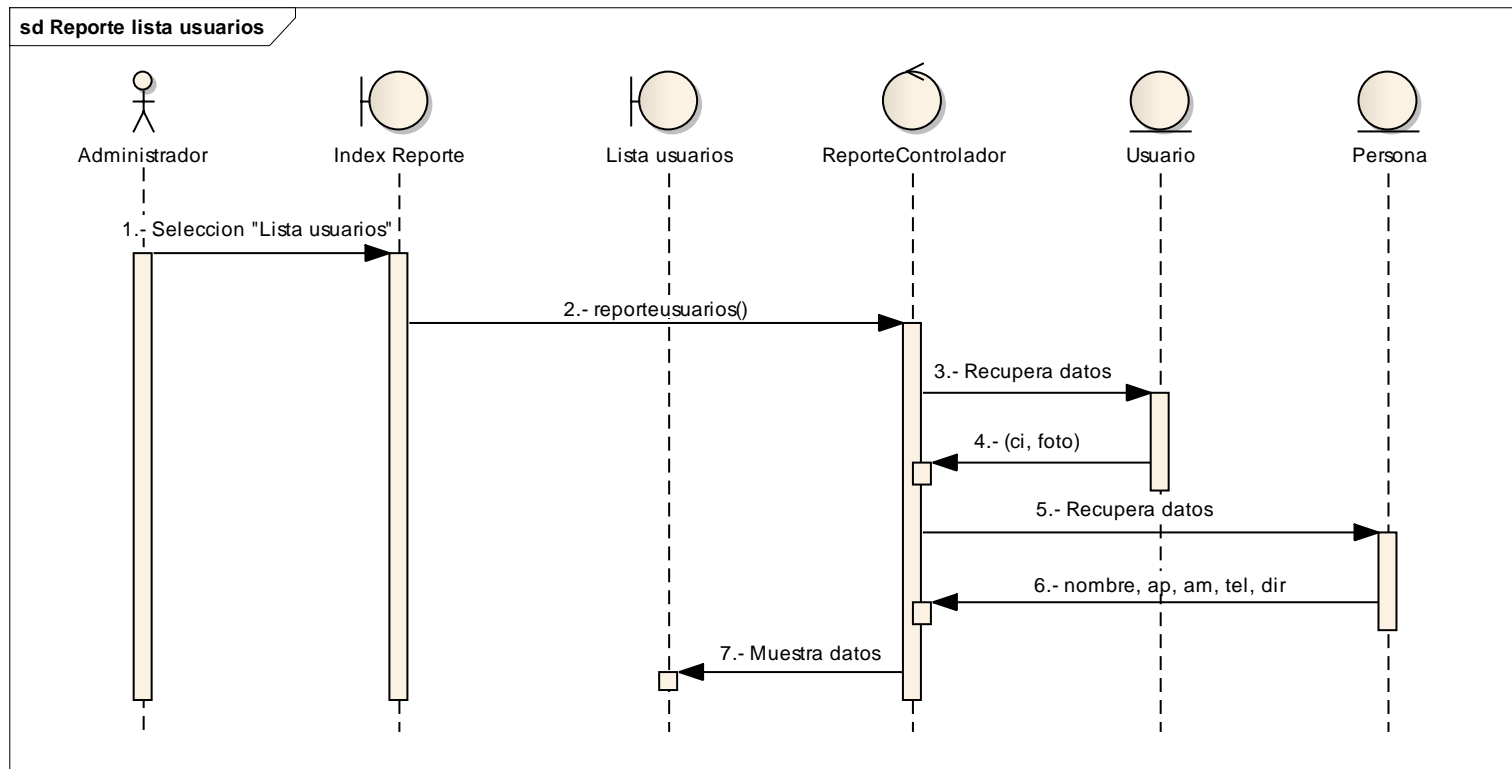 sd Reporte lista usuarios
Administrador
Index Reporte
Lista usuarios
ReporteControlador
Usuario
Persona
1.- Seleccion "Lista usuarios"
2.- reporteusuarios()
3.- Recupera datos
4.- (ci, foto)
5.- Recupera datos
6.- nombre, ap, am, tel, dir
7.- Muestra datos